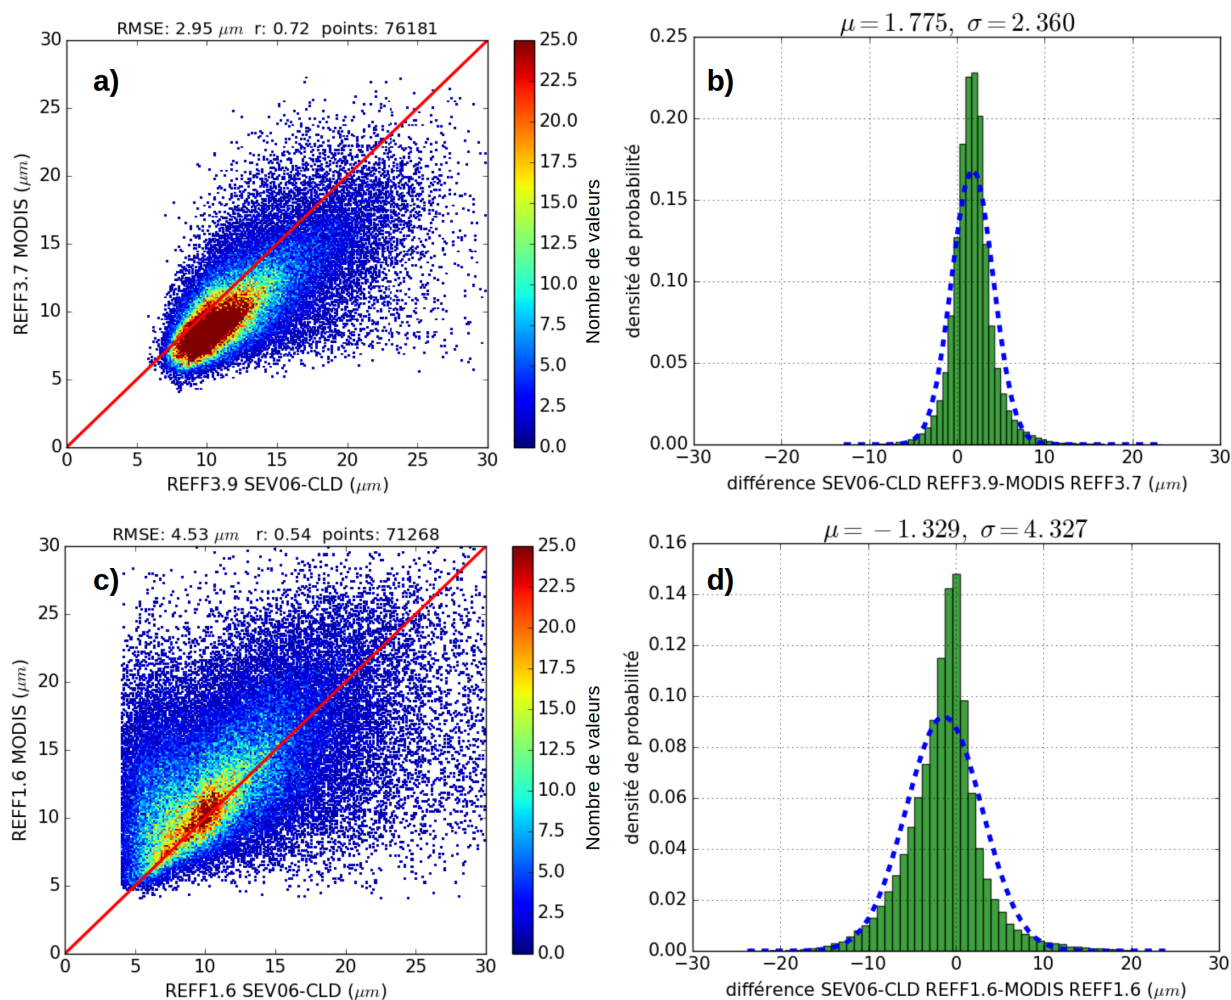 RMSE: 2.95 μm r: 0.72 points: 76181
a)
30
25
20
15
10
5
0
0 5 10 15 20 25 30
REFF3.7 MODIS (μm)
REFF3.9 SEV06-CLD (μm)
25.0
22.5
20.0
17.5
15.0
12.5
10.0
7.5
5.0
2.5
0.0
Nombre de valeurs
μ=1.775, σ=2.360
b)
0.25
0.20
0.15
0.10
0.05
0.00
−30 −20 −10 0 10 20 30
densité de probabilité
différence SEV06-CLD REFF3.9-MODIS REFF3.7 (μm)
RMSE: 4.53 μm r: 0.54 points: 71268
c)
30
25
20
15
10
5
0
0 5 10 15 20 25 30
REFF1.6 MODIS (μm)
REFF1.6 SEV06-CLD (μm)
25.0
22.5
20.0
17.5
15.0
12.5
10.0
7.5
5.0
2.5
0.0
Nombre de valeurs
μ=−1.329, σ=4.327
d)
0.16
0.14
0.12
0.10
0.08
0.06
0.04
0.02
0.00
−30 −20 −10 0 10 20 30
densité de probabilité
différence SEV06-CLD REFF1.6-MODIS REFF1.6 (μm)